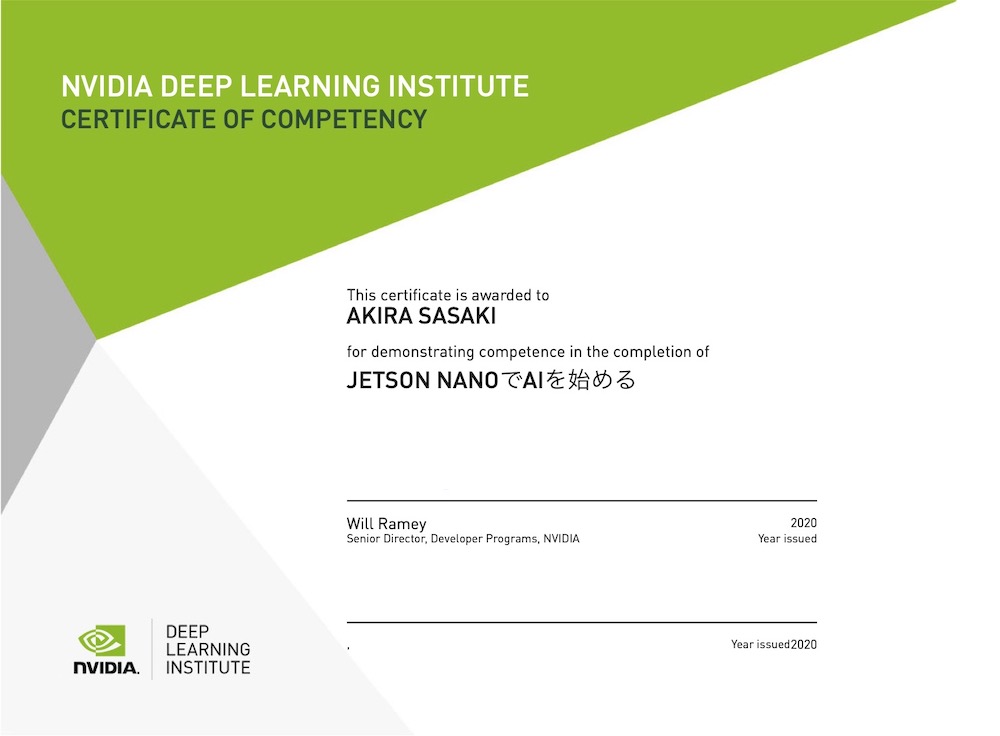 NVIDIA DEEP LEARNING INSTITUTE
CERTIFICATE OF COMPETENCY
This certificate is awarded to
AKIRA SASAKI
for demonstrating competence in the completion of
JETSON NANOでAIを始める
Will Ramey
2020
Senior Director, Developer Programs, NVIDIA
Year issued
.
Year issued2020
NVIDIA.
DEEP
LEARNING
INSTITUTE